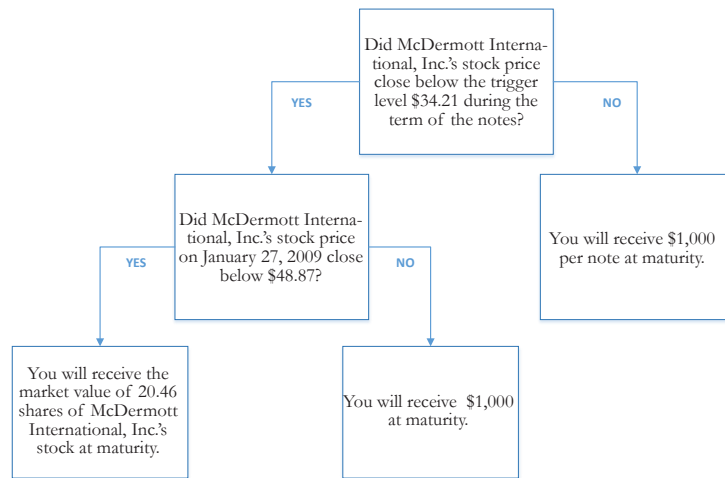 Did McDermott Interna-
tional, Inc.'s stock price
close below the trigger
level $34.21 during the
term of the notes?
YES
NO
Did McDermott Interna-
tional, Inc.'s stock price
on January 27, 2009 close
below $48.87?
You will receive $1,000
per note at maturity.
YES
NO
You will receive the
market value of 20.46
shares of McDermott
International, Inc.'s
stock at maturity.
You will receive $1,000
at maturity.